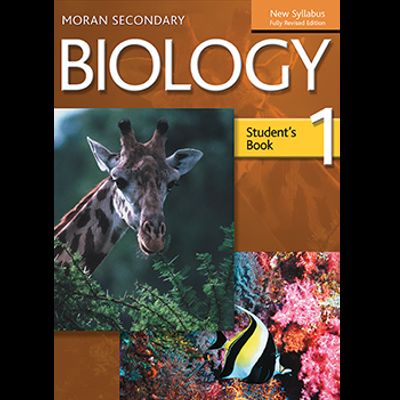 MORAN SECONDARY
New Syllabus
Fully Revised Edition
BIOLOGY
Student's
Book
1